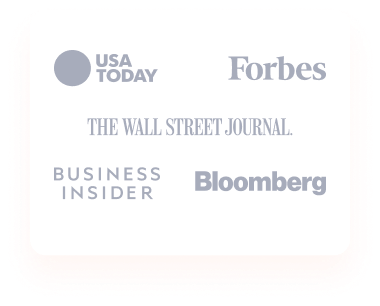 USA
TODAY
Forbes
THE WALL STREET JOURNAL.
BUSINESS
INSIDER
Bloomberg